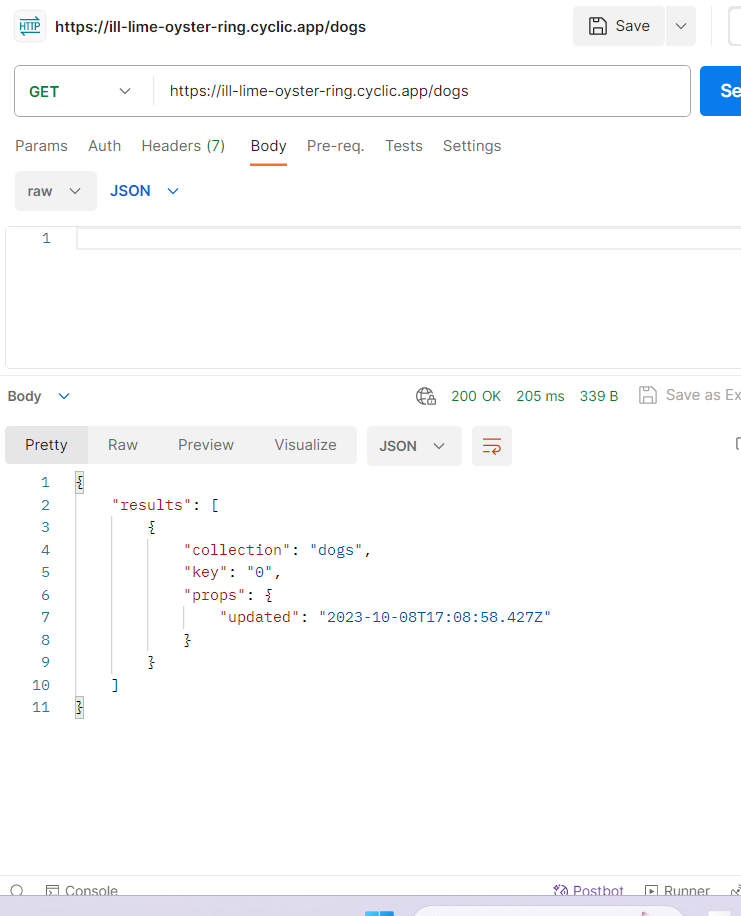 HTTP https://ill-lime-oyster-ring.cyclic.app/dogs Save
GET https://ill-lime-oyster-ring.cyclic.app/dogs Se
Params Auth Headers (7) Body Pre-req. Tests Settings
raw JSON
1
Body 200 OK 205 ms 339 B Save as Ex
Pretty Raw Preview Visualize JSON
1 {
2 "results": [
3 {
4 "collection": "dogs",
5 "key": "0",
6 "props": {
7 "updated": "2023-10-08T17:08:58.427Z"
8 }
9 }
10 ]
11 }
Console Postbot Runner